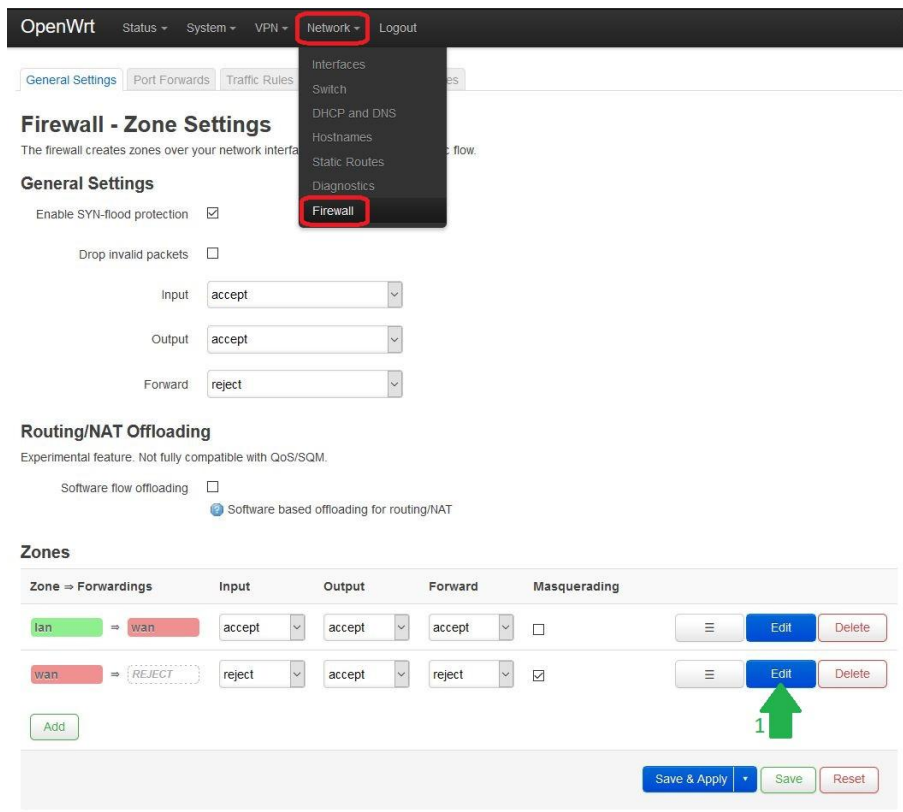 OpenWrt Status System VPN Network Logout
Interfaces
Switch
DHCP and DNS
Hostnames
Static Routes
Diagnostics
Firewall
General Settings Port Forwards Traffic Rules es
Firewall - Zone Settings
The firewall creates zones over your network interfa c flow.
General Settings
Enable SYN-flood protection
Drop invalid packets
Input accept
Output accept
Forward reject
Routing/NAT Offloading
Experimental feature. Not fully compatible with QoS/SQM.
Software flow offloading
Software based offloading for routing/NAT
Zones
Zone ⇒ Forwardings Input Output Forward Masquerading
lan ⇒ wan accept accept accept Edit Delete
wan ⇒ REJECT reject accept reject Edit Delete
1
Add
Save & Apply Save Reset